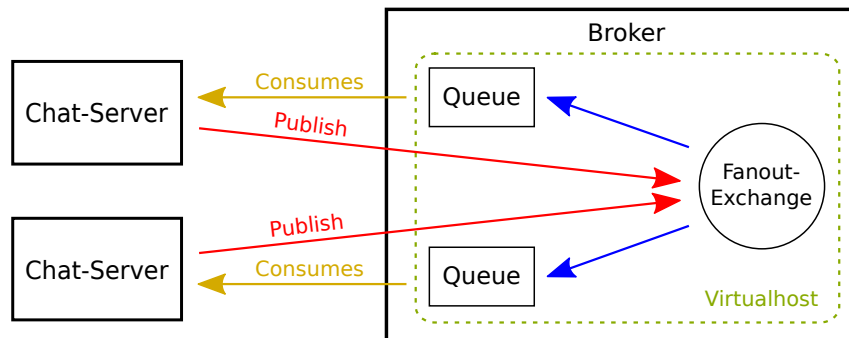 Broker
Consumes
Queue
Chat-Server
Publish
Fanout-
Exchange
Publish
Chat-Server
Consumes
Queue
Virtualhost